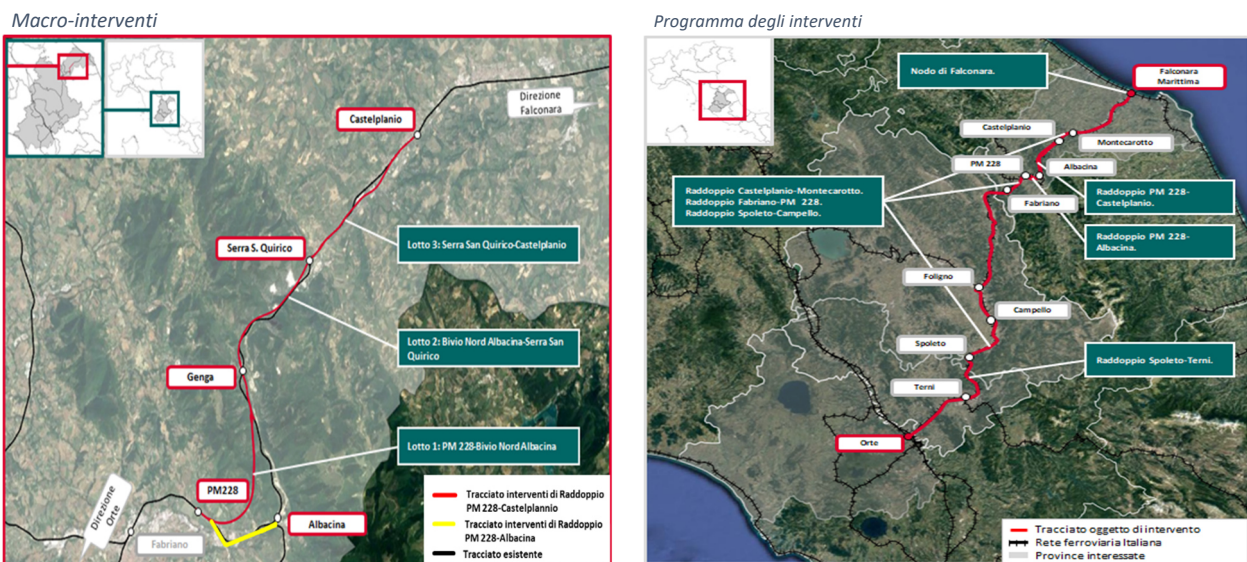 Macro-interventi
Direzione
Falconara
Castelplanio
Lotto 3: Serra San Quirico-Castelplanio
Serra S. Quirico
Lotto 2: Bivio Nord Albacina-Serra San
Quirico
Genga
Lotto 1: PM 228-Bivio Nord Albacina
PM228
Direzione
Orte
Albacina
Fabriano
Tracciato interventi di Raddoppio
PM 228-Castelplannio
Tracciato interventi di Raddoppio
PM 228-Albacina
Tracciato esistente
Programma degli interventi
Nodo di Falconara.
Falconara
Marittima
Castelplanio
Montecarotto
PM 228
Albacina
Raddoppio Castelplanio-Montecarotto.
Raddoppio Fabriano-PM 228.
Raddoppio Spoleto-Campello.
Raddoppio PM 228-
Castelplanio.
Fabriano
Raddoppio PM 228-
Albacina.
Foligno
Campello
Spoleto
Raddoppio Spoleto-Terni.
Terni
Orte
Tracciato oggetto di intervento
Rete ferroviaria Italiana
Province interessate